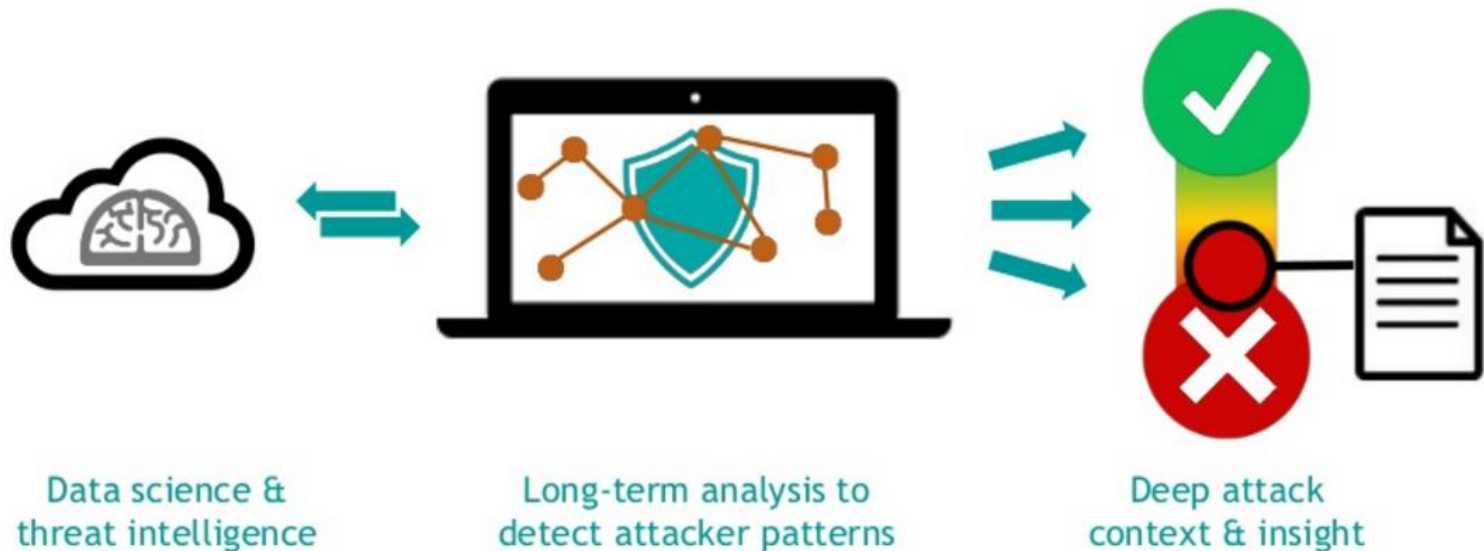 Data science &
threat intelligence
Long-term analysis to
detect attacker patterns
Deep attack
context & insight